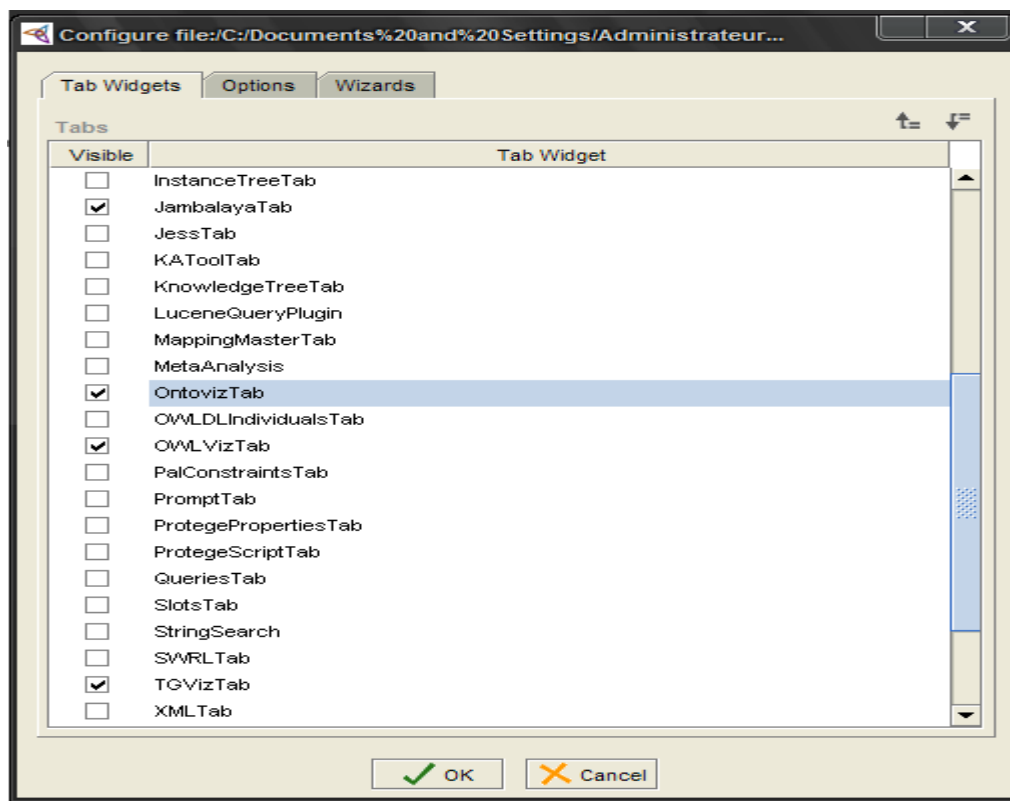 Configure file:/C:/Documents%20and%20Settings/Administrateur...
Tab Widgets Options Wizards
Tabs
Visible Tab Widget
InstanceTreeTab
JambalayaTab
JessTab
KAToolTab
KnowledgeTreeTab
LuceneQueryPlugin
MappingMasterTab
MetaAnalysis
OntovizTab
OWLDLIndividualsTab
OWLVizTab
PalConstraintsTab
PromptTab
ProtegePropertiesTab
ProtegeScriptTab
QueriesTab
SlotsTab
StringSearch
SWRLTab
TGVizTab
XMLTab
OK Cancel